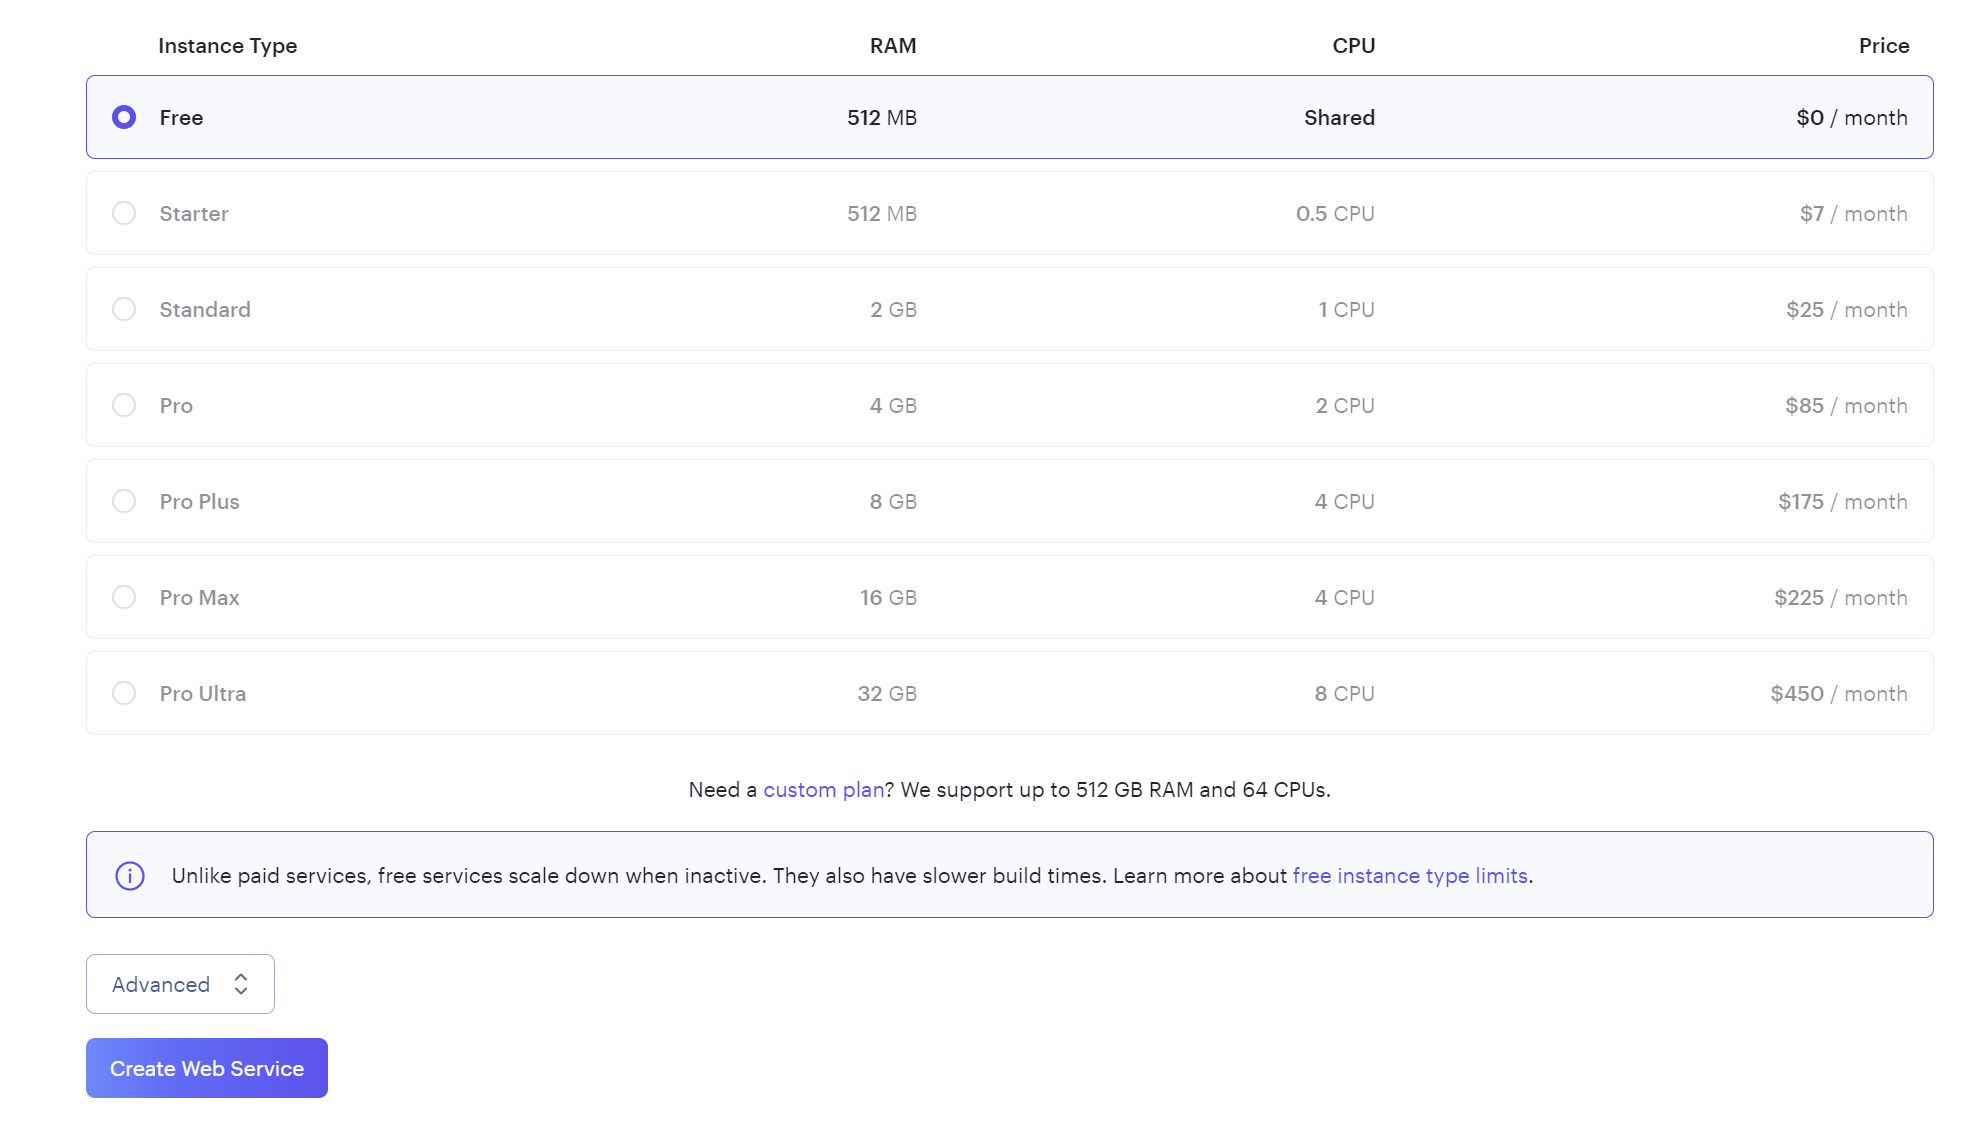 Instance Type RAM CPU Price
Free 512 MB Shared $0 / month
Starter 512 MB 0.5 CPU $7 / month
Standard 2 GB 1 CPU $25 / month
Pro 4 GB 2 CPU $85 / month
Pro Plus 8 GB 4 CPU $175 / month
Pro Max 16 GB 4 CPU $225 / month
Pro Ultra 32 GB 8 CPU $450 / month
Need a custom plan? We support up to 512 GB RAM and 64 CPUs.
Unlike paid services, free services scale down when inactive. They also have slower build times. Learn more about free instance type limits.
Advanced
Create Web Service